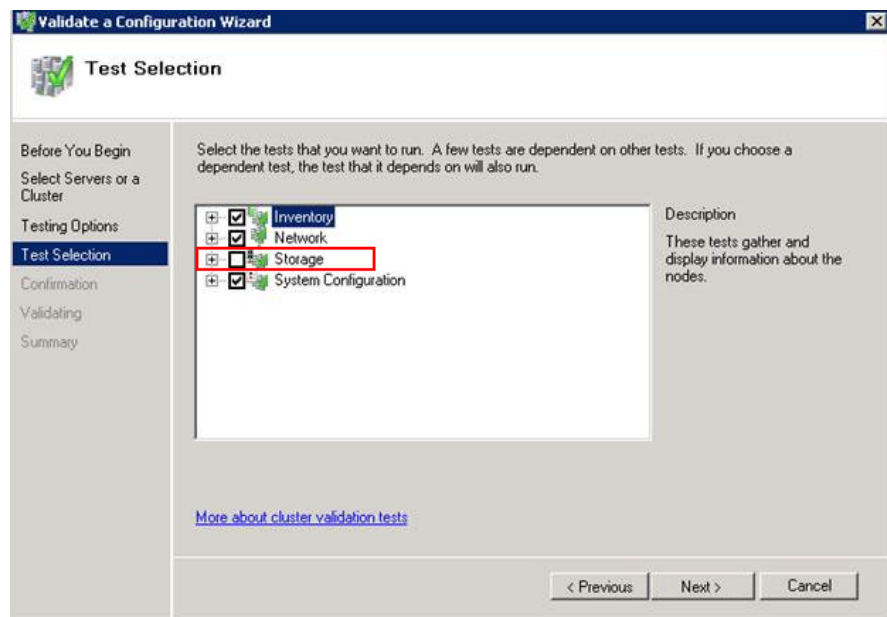 Validate a Configuration Wizard
Test Selection
Before You Begin
Select Servers or a
Cluster
Testing Options
Test Selection
Confirmation
Validating
Summary
Select the tests that you want to run. A few tests are dependent on other tests. If you choose a
dependent test, the test that it depends on will also run.
Inventory
Network
Storage
System Configuration
Description
These tests gather and
display information about the
nodes.
More about cluster validation tests
< Previous
Next >
Cancel